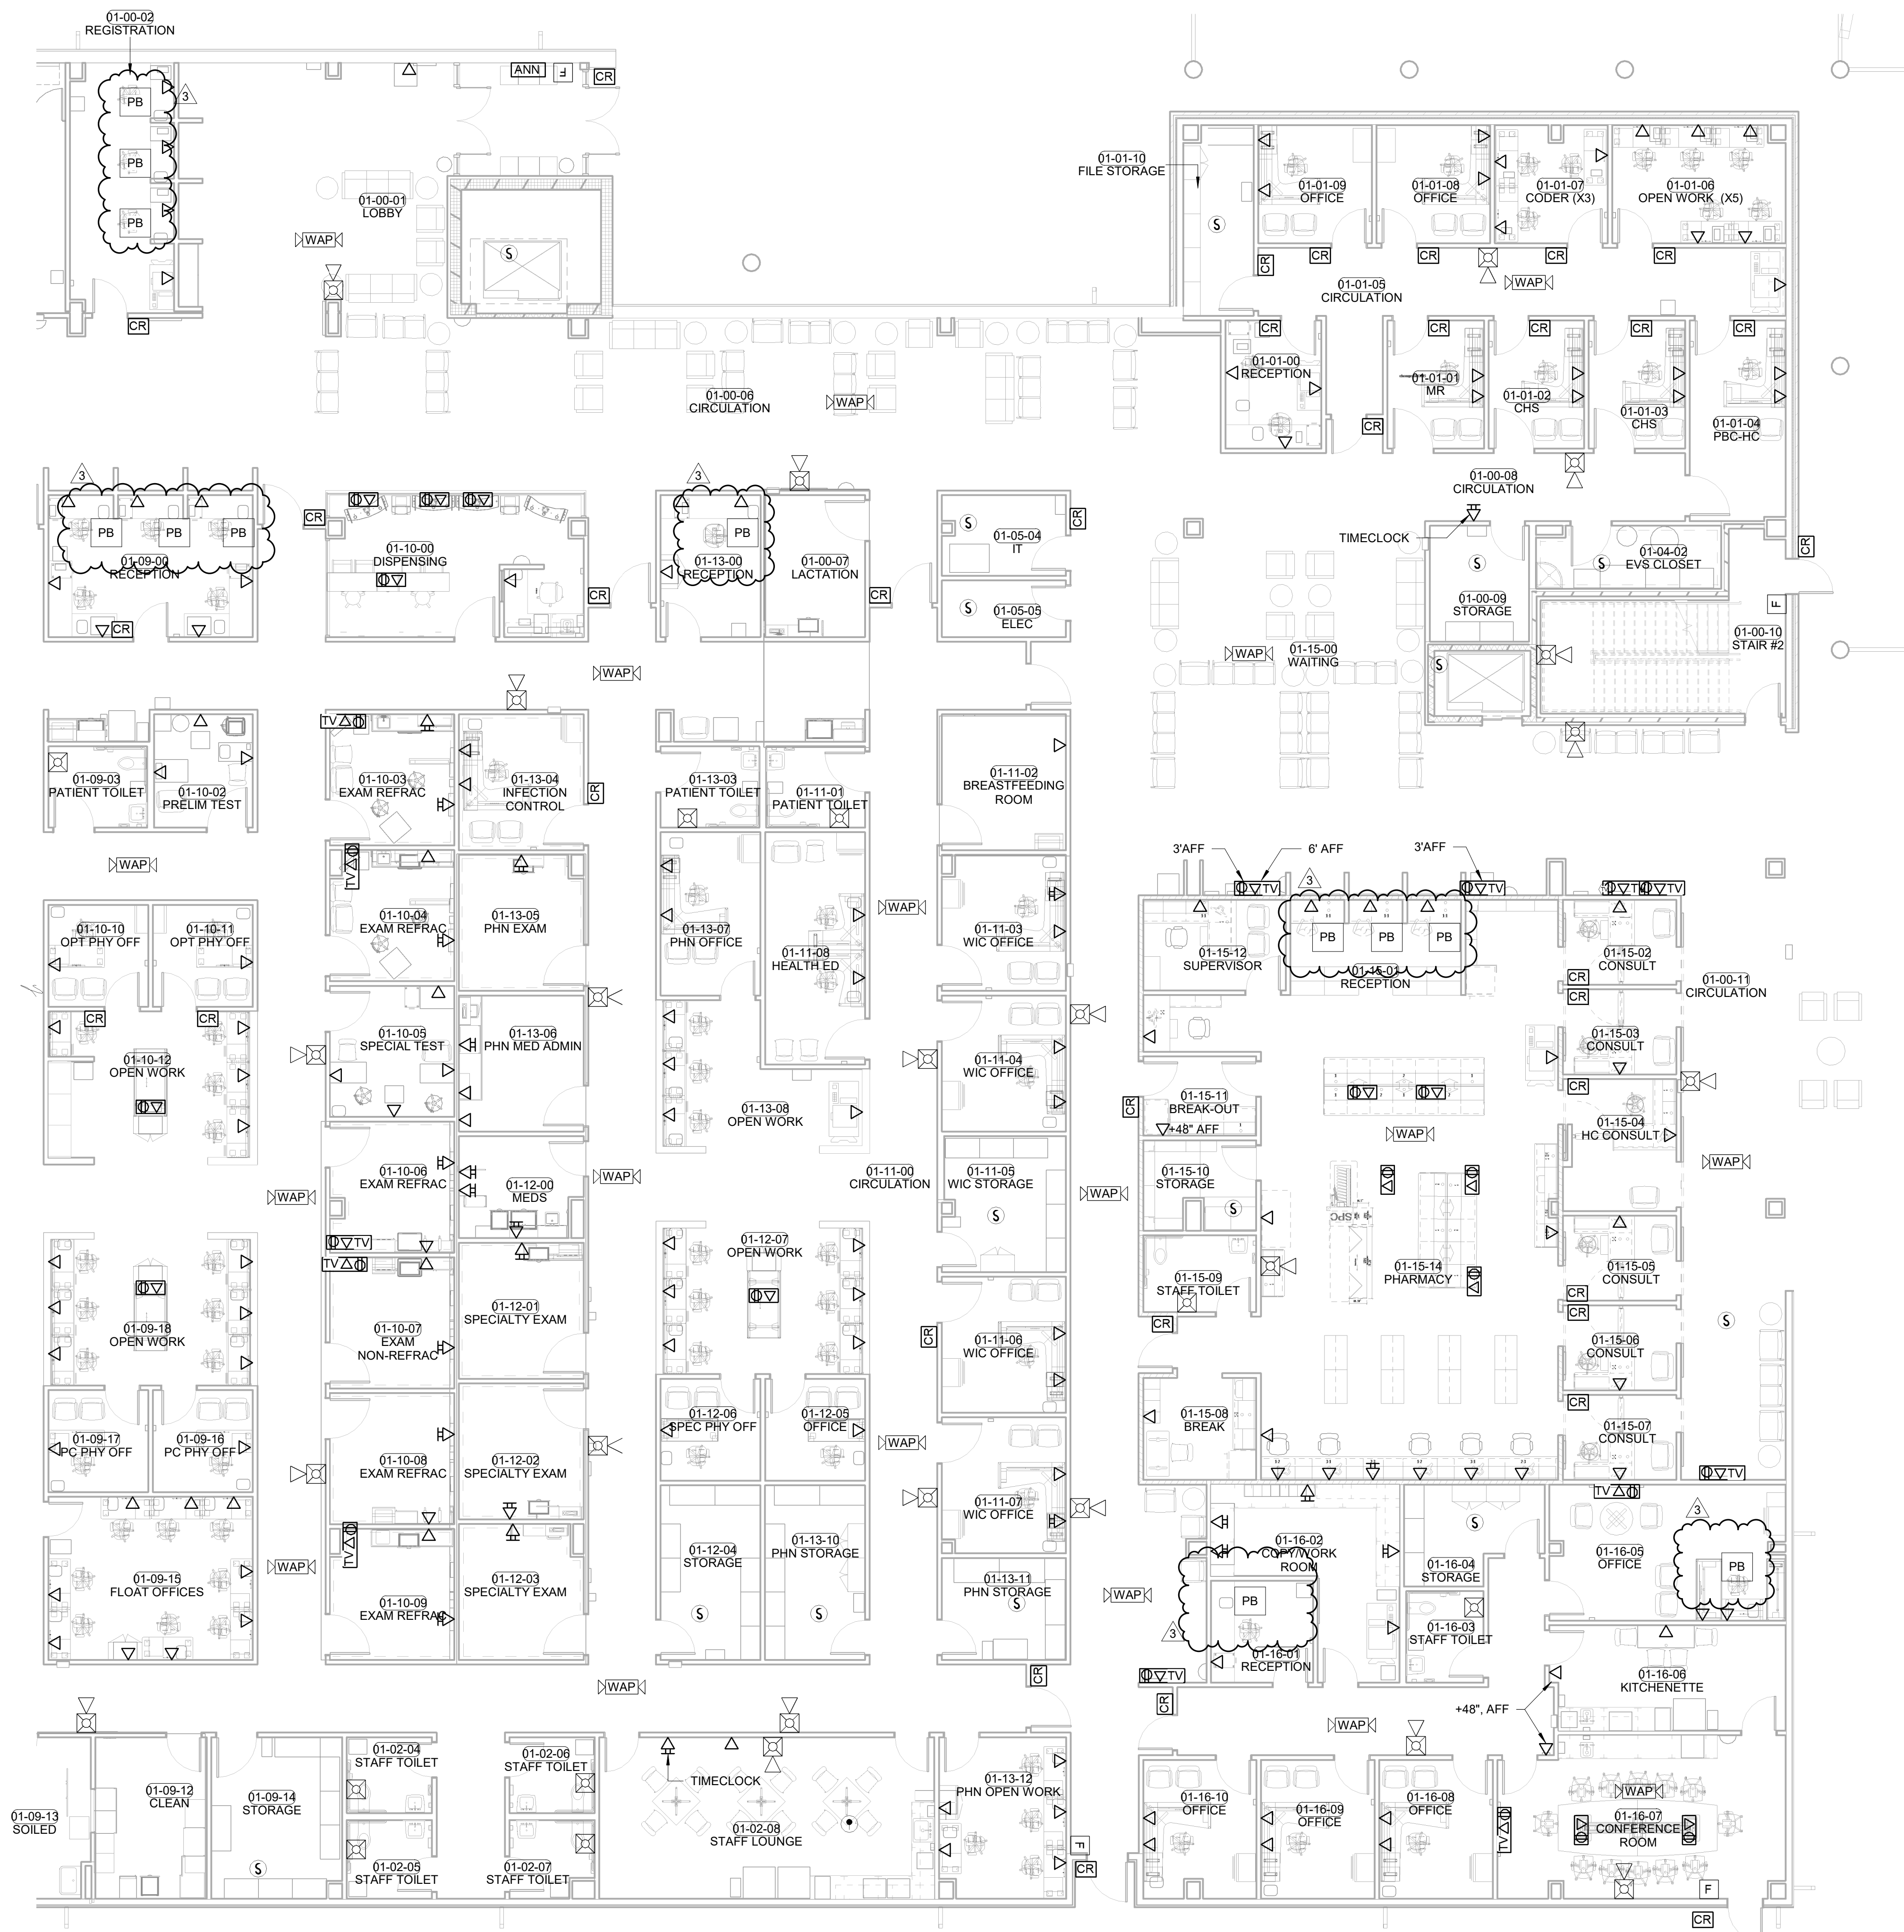 01-00-02
REGISTRATION
ANN
F
CR
PB
3
PB
PB
01-00-01
LOBBY
WAP
S
CR
01-01-10
FILE STORAGE
S
01-01-09
OFFICE
01-01-08
OFFICE
01-01-07
CODER (X3)
01-01-06
OPEN WORK (X5)
CR
CR
CR
CR
CR
01-01-05
CIRCULATION
WAP
CR
CR
CR
CR
CR
01-01-00
RECEPTION
01-01-01
MR
01-01-02
CHS
01-01-03
CHS
01-01-04
PBC-HC
CR
01-00-06
CIRCULATION
WAP
3
PB
PB
PB
01-09-00
RECEPTION
CR
CR
01-10-00
DISPENSING
CR
3
PB
01-13-00
RECEPTION
01-00-07
LACTATION
CR
S
01-05-04
IT
CR
S
01-05-05
ELEC
01-00-08
CIRCULATION
TIMECLOCK
S
01-00-09
STORAGE
S
01-04-02
EVS CLOSET
CR
F
01-00-10
STAIR #2
S
WAP
01-15-00
WAITING
WAP
01-09-03
PATIENT TOILET
01-10-02
PRELIM TEST
TV
01-10-03
EXAM REFRAC
01-13-04
INFECTION
CONTROL
CR
01-13-03
PATIENT TOILET
01-11-01
PATIENT TOILET
01-11-02
BREASTFEEDING
ROOM
WAP
TV
01-10-10
OPT PHY OFF
01-10-11
OPT PHY OFF
01-10-04
EXAM REFRAC
01-13-05
PHN EXAM
01-13-07
PHN OFFICE
01-11-08
HEALTH ED
WAP
01-11-03
WIC OFFICE
3'AFF
6' AFF
3'AFF
TV
3
TV
TV
TV
PB
PB
PB
01-15-12
SUPERVISOR
01-15-01
RECEPTION
01-15-02
CONSULT
CR
CR
01-00-11
CIRCULATION
CR
CR
01-10-12
OPEN WORK
01-10-05
SPECIAL TEST
01-13-06
PHN MED ADMIN
01-11-04
WIC OFFICE
01-15-03
CONSULT
CR
01-13-08
OPEN WORK
CR
01-15-11
BREAK-OUT
+48" AFF
WAP
01-15-04
HC CONSULT
WAP
01-10-06
EXAM REFRAC
WAP
01-12-00
MEDS
WAP
01-11-00
CIRCULATION
01-11-05
WIC STORAGE
S
WAP
01-15-10
STORAGE
S
SPC
01-15-14
PHARMACY
01-15-05
CONSULT
CR
CR
TV
TV
01-09-18
OPEN WORK
01-10-07
EXAM
NON-REFRAC
01-12-01
SPECIALTY EXAM
01-12-07
OPEN WORK
CR
01-11-06
WIC OFFICE
01-15-09
STAFF TOILET
CR
01-15-06
CONSULT
S
CR
01-09-17
PC PHY OFF
01-09-16
PC PHY OFF
01-10-08
EXAM REFRAC
01-12-02
SPECIALTY EXAM
01-12-06
SPEC PHY OFF
01-12-05
OFFICE
WAP
01-11-07
WIC OFFICE
01-15-08
BREAK
01-15-07
CONSULT
TV
TV
WAP
01-09-15
FLOAT OFFICES
TV
01-10-09
EXAM REFRAC
01-12-03
SPECIALTY EXAM
01-12-04
STORAGE
S
01-13-10
PHN STORAGE
S
01-13-11
PHN STORAGE
S
WAP
01-16-02
COPY/WORK
ROOM
S
01-16-04
STORAGE
01-16-05
OFFICE
3
PB
3
PB
01-16-01
RECEPTION
01-16-03
STAFF TOILET
01-16-06
KITCHENETTE
WAP
CR
TV
CR
WAP
+48", AFF
01-09-13
SOILED
01-09-12
CLEAN
01-09-14
STORAGE
S
01-02-04
STAFF TOILET
01-02-05
STAFF TOILET
01-02-06
STAFF TOILET
01-02-07
STAFF TOILET
TIMECLOCK
01-02-08
STAFF LOUNGE
01-13-12
PHN OPEN WORK
F
CR
01-16-10
OFFICE
01-16-09
OFFICE
01-16-08
OFFICE
TV
WAP
01-16-07
CONFERENCE
ROOM
F
CR